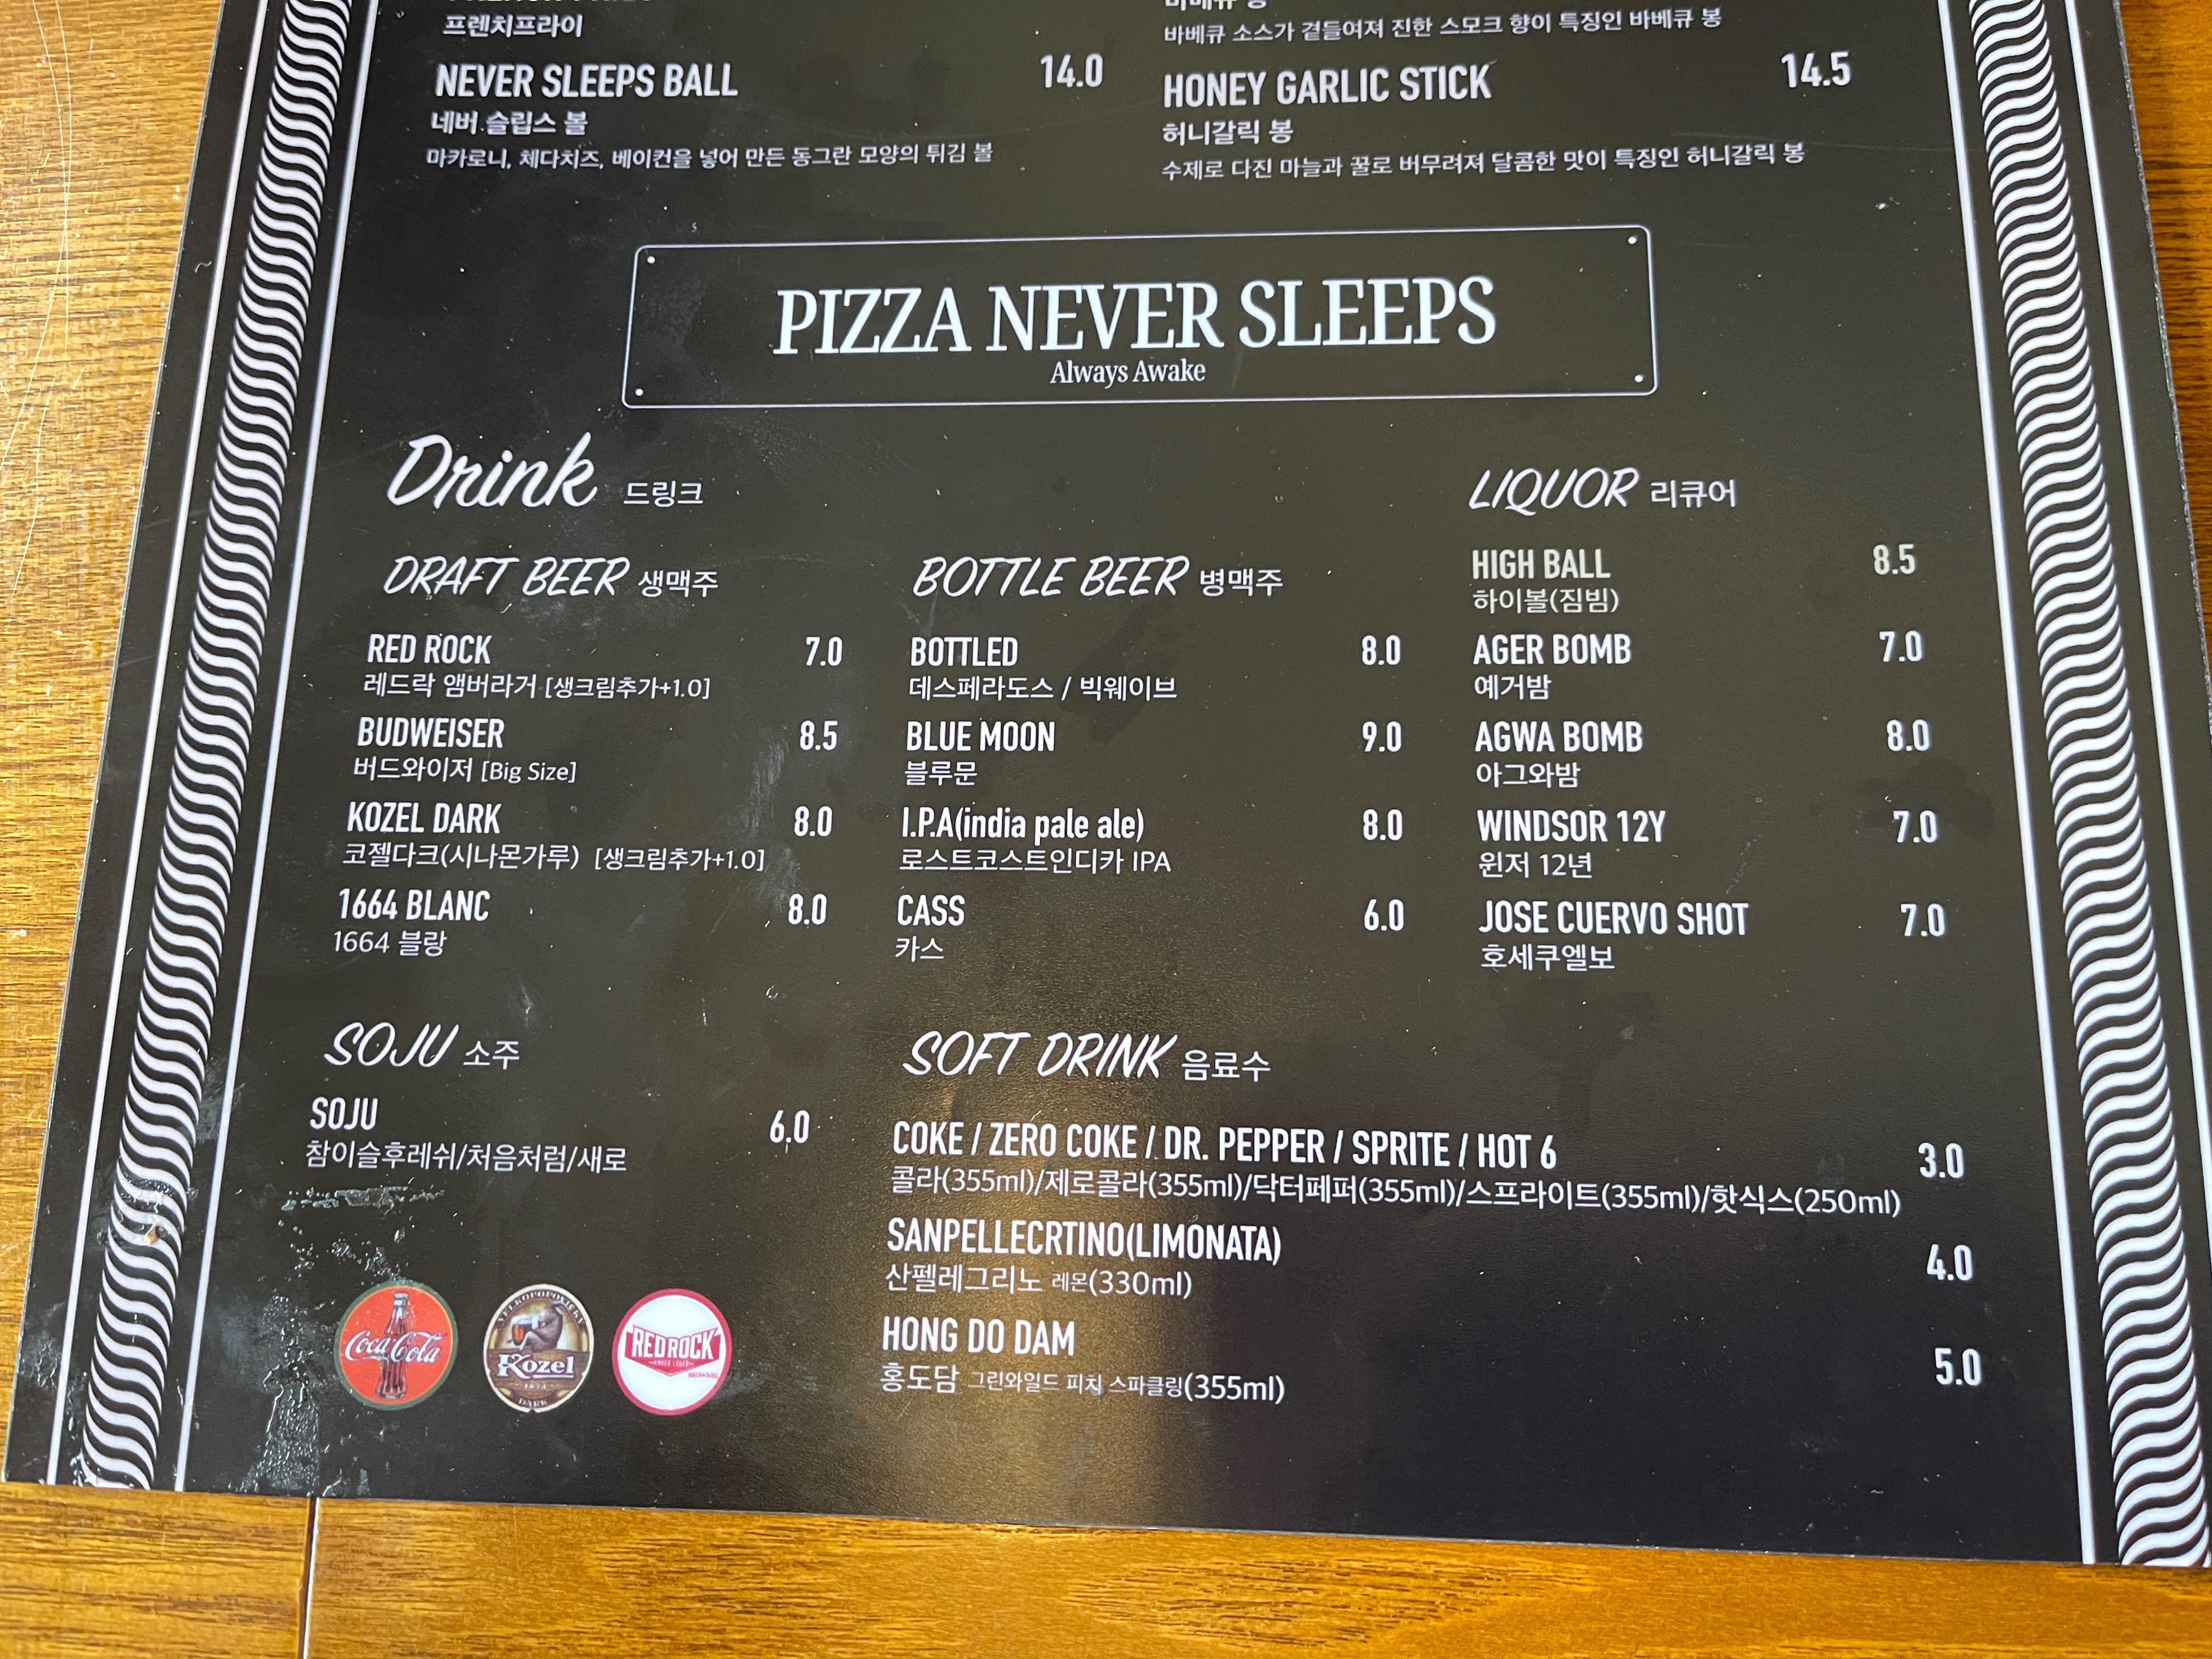 프렌치프라이
바베큐 소스가 곁들여져 진한 스모크 향이 특징인 바베큐 봉
NEVER SLEEPS BALL 14.0
네버 슬립스 볼
마카로니, 체다치즈, 베이컨을 넣어 만든 동그란 모양의 튀김 볼
HONEY GARLIC STICK 14.5
허니갈릭 봉
수제로 다진 마늘과 꿀로 버무려져 달콤한 맛이 특징인 허니갈릭 봉
PIZZA NEVER SLEEPS
Always Awake
Drink 드링크
DRAFT BEER 생맥주
RED ROCK 7.0
레드락 앰버라거 [생크림추가+1.0]
BUDWEISER 8.5
버드와이저 [Big Size]
KOZEL DARK 8.0
코젤다크(시나몬가루) [생크림추가+1.0]
1664 BLANC 8.0
1664 블랑
BOTTLE BEER 병맥주
BOTTLED 8.0
데스페라도스 / 빅웨이브
BLUE MOON 9.0
블루문
I.P.A(india pale ale) 8.0
로스트코스트인디카 IPA
CASS 6.0
카스
LIQUOR 리큐어
HIGH BALL 8.5
하이볼(짐빔)
AGER BOMB 7.0
예거밤
AGWA BOMB 8.0
아그와밤
WINDSOR 12Y 7.0
윈저 12년
JOSE CUERVO SHOT 7.0
호세쿠엘보
SOJU 소주
SOJU 6.0
참이슬후레쉬/처음처럼/새로
SOFT DRINK 음료수
COKE / ZERO COKE / DR. PEPPER / SPRITE / HOT 6 3.0
콜라(355ml)/제로콜라(355ml)/닥터페퍼(355ml)/스프라이트(355ml)/핫식스(250ml)
SANPELLECRTINO(LIMONATA) 4.0
산펠레그리노 레몬(330ml)
HONG DO DAM 5.0
홍도담 그린와일드 피치 스파클링(355ml)
Coca-Cola
Kozel
1874
DARK
REDROCK